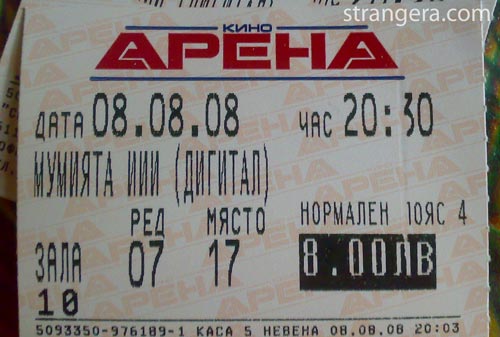 strangera.com
КИНО
АРЕНА
ДАТА 08.08.08 ЧАС 20:30
МУМИЯТА ИИИ (ДИГИТАЛ)
РЕД МЯСТО НОРМАЛЕН 10ЯС 4
ЗАЛА 07 17 8.00ЛВ
10
5093350-976189-1 КАСА 5 НЕВЕНА 08.08.08 20:03